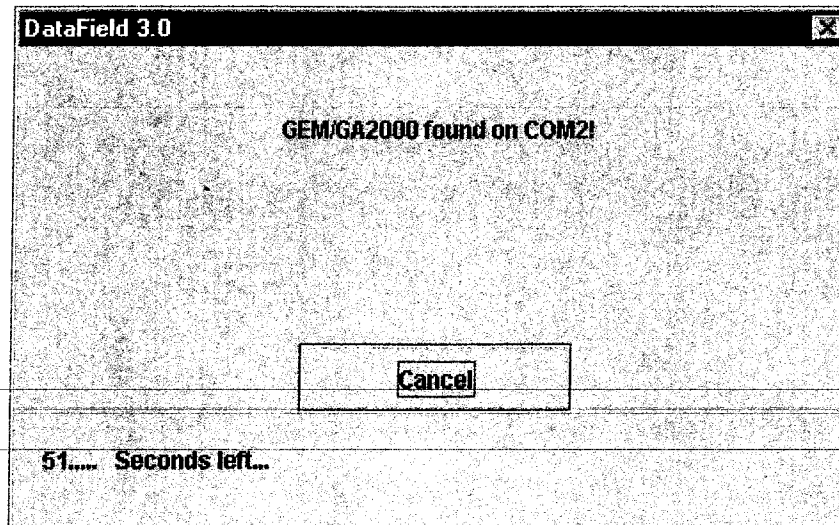 DataField 3.0
GEM/GA2000 found on COM2!
Cancel
51..... Seconds left...